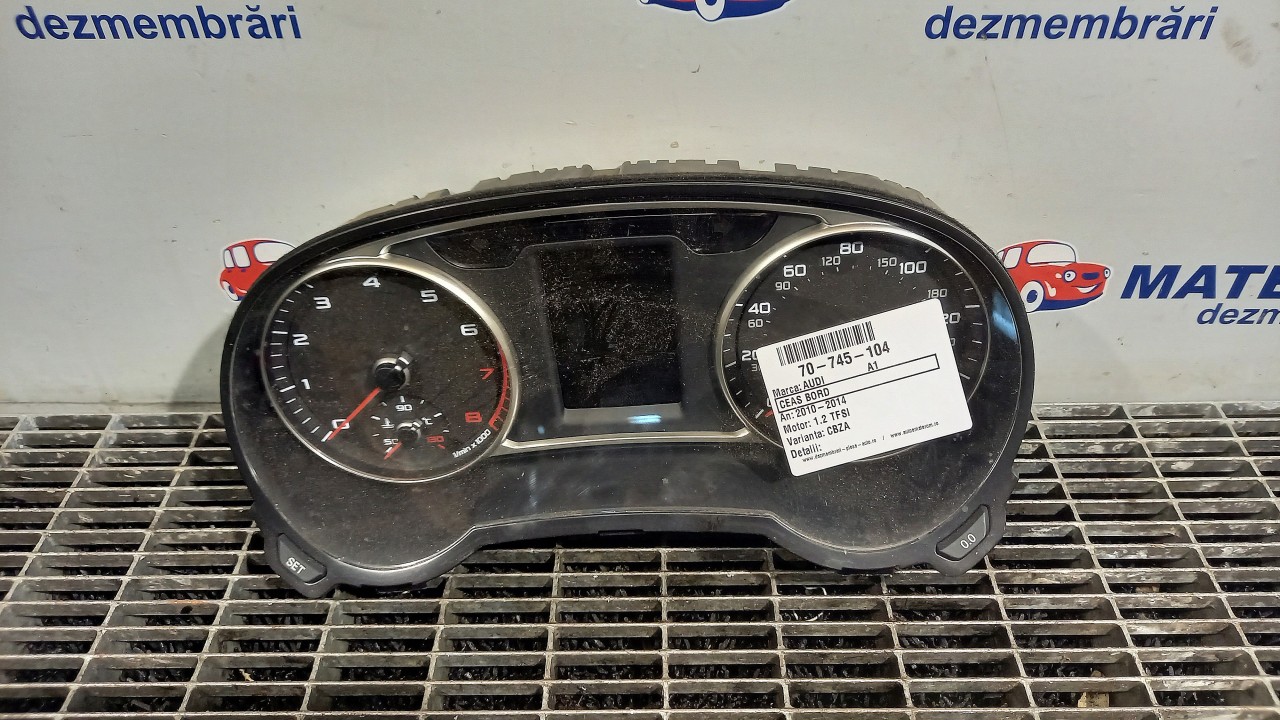 dezmembrări
dezmembrări
MATE
dezm
1 2 3 4 5 6 7 8
0
50 90
1/min x 1000
°C
20 40 60 80 100
60 90 120 150 180
70-745-104
Marca: AUDI A1
CEAS BORD
An: 2010-2014
Motor: 1.2 TFSI
Varianta: CBZA
Detalii:
SET
0.0